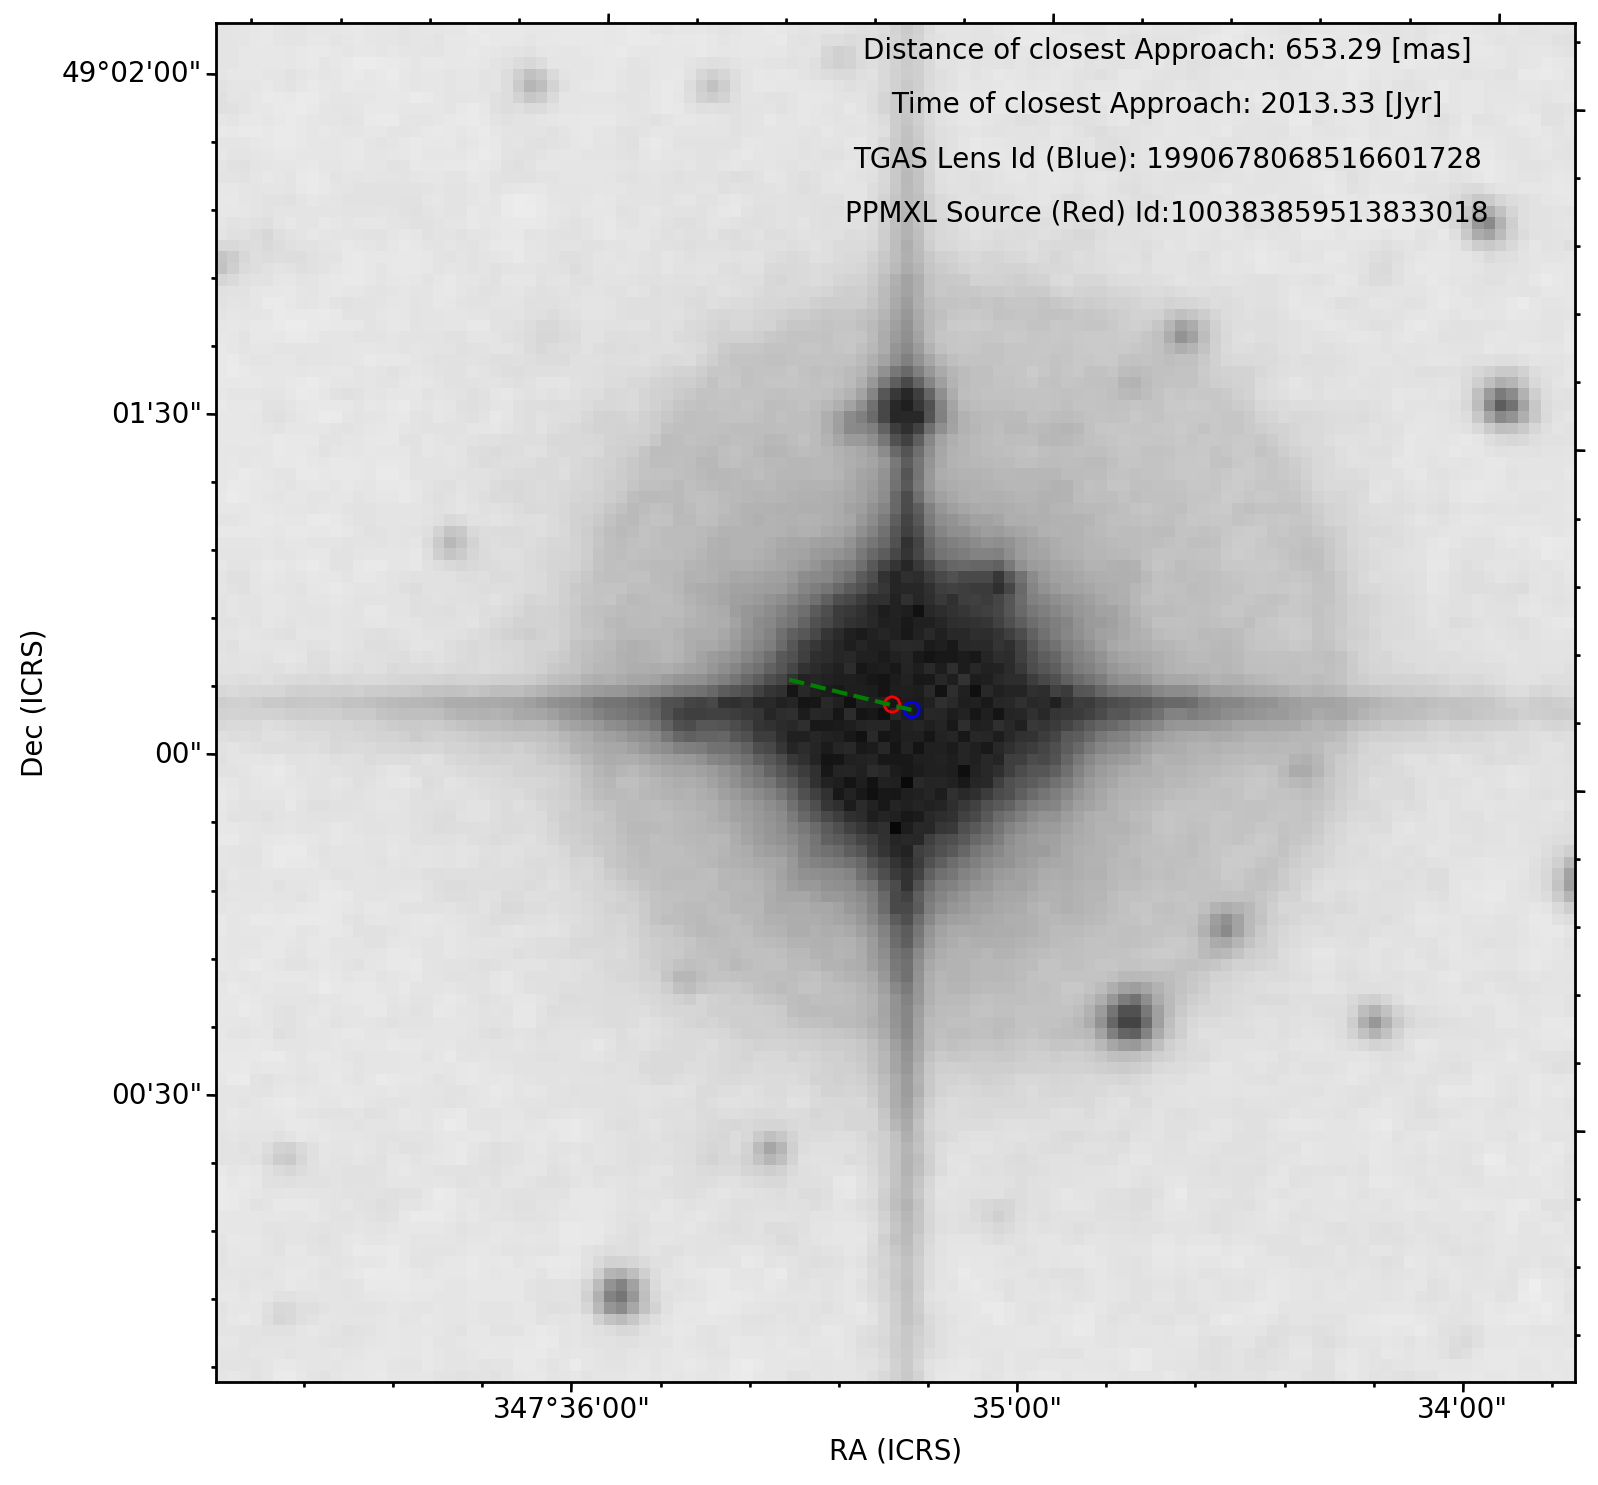 Distance of closest Approach: 653.29 [mas]
Time of closest Approach: 2013.33 [Jyr]
TGAS Lens Id (Blue): 1990678068516601728
PPMXL Source (Red) Id:100383859513833018
49°02'00"
01'30"
00"
00'30"
Dec (ICRS)
347°36'00"
35'00"
34'00"
RA (ICRS)